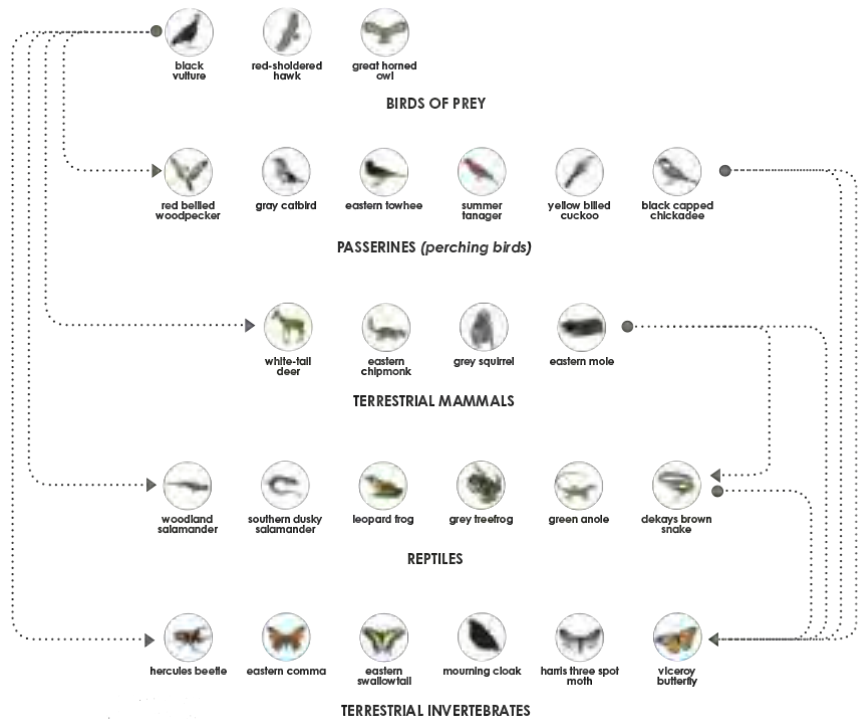 black
vulture
red-sholdered
hawk
great horned
owl
BIRDS OF PREY
red bellied
woodpecker
gray catbird
eastern towhee
summer
tanager
yellow billed
cuckoo
black capped
chickadee
PASSERINES (perching birds)
white-tail
deer
eastern
chipmonk
grey squirrel
eastern mole
TERRESTRIAL MAMMALS
woodland
salamander
southern dusky
salamander
leopard frog
grey treefrog
green anole
dekays brown
snake
REPTILES
hercules beetle
eastern comma
eastern
swallowtail
mourning cloak
harris three spot
moth
viceroy
butterfly
TERRESTRIAL INVERTEBRATES